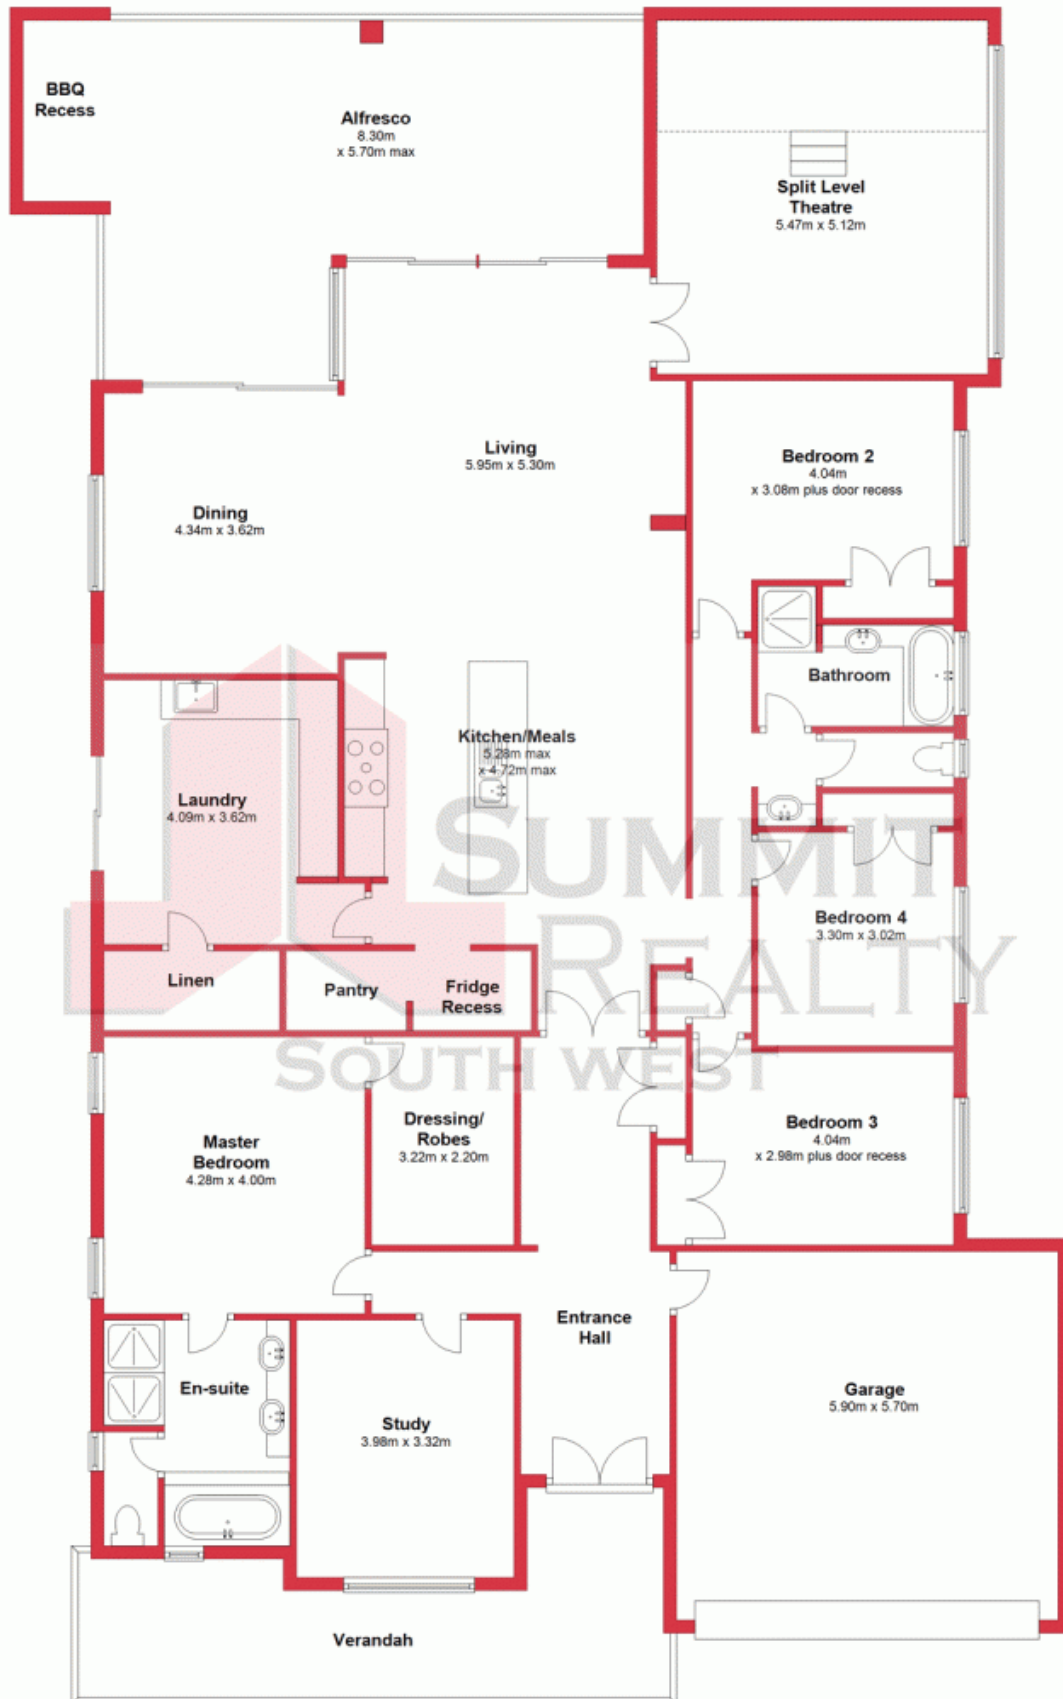 BBQ
Recess
Alfresco
8.30m
x 5.70m max
Split Level
Theatre
5.47m x 5.12m
Living
5.95m x 5.30m
Bedroom 2
4.04m
x 3.08m plus door recess
Dining
4.34m x 3.62m
Bathroom
Kitchen/Meals
5.28m max
x 4.72m max
Laundry
4.09m x 3.62m
SUMMIT
REALTY
SOUTH WEST
Bedroom 4
3.30m x 3.02m
Linen
Pantry
Fridge
Recess
Dressing/
Robes
3.22m x 2.20m
Master
Bedroom
4.28m x 4.00m
Bedroom 3
4.04m
x 2.98m plus door recess
Entrance
Hall
En-suite
Study
3.98m x 3.32m
Garage
5.90m x 5.70m
Verandah